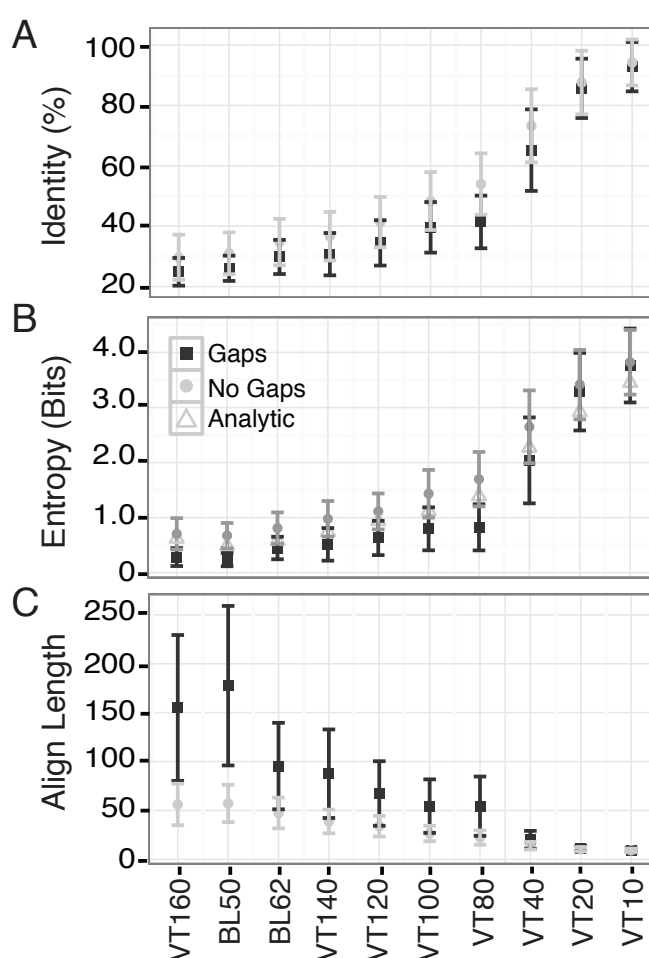 A
Identity (%)
100
80
60
40
20
B
Entropy (Bits)
4.0
3.0
2.0
1.0
0
Gaps
No Gaps
Analytic
C
Align Length
250
200
150
100
50
0
VT160
BL50
BL62
VT140
VT120
VT100
VT80
VT40
VT20
VT10